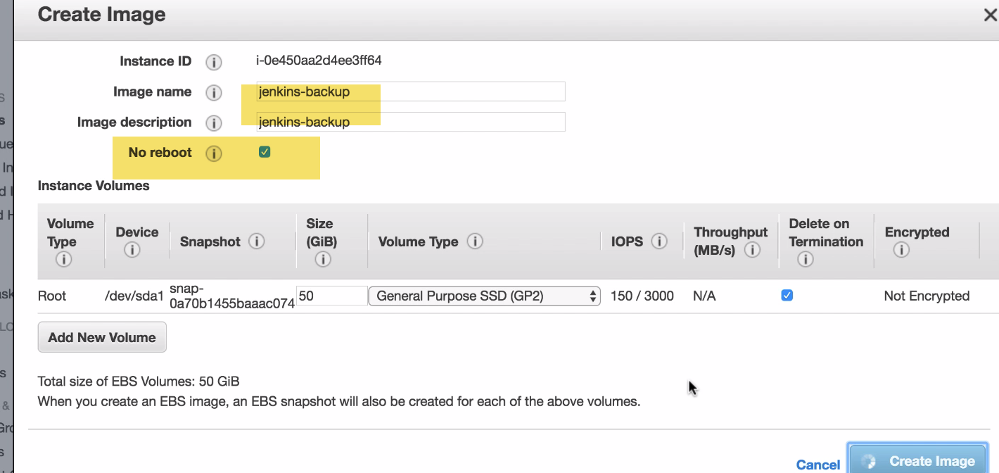 Create Image
Instance ID i-0e450aa2d4ee3ff64
Image name jenkins-backup
Image description jenkins-backup
No reboot
Instance Volumes
Volume Type Device Snapshot Size (GiB) Volume Type IOPS Throughput (MB/s) Delete on Termination Encrypted
Root /dev/sda1 snap-0a70b1455baaac074 50 General Purpose SSD (GP2) 150 / 3000 N/A Not Encrypted
Add New Volume
Total size of EBS Volumes: 50 GiB
When you create an EBS image, an EBS snapshot will also be created for each of the above volumes.
Cancel Create Image